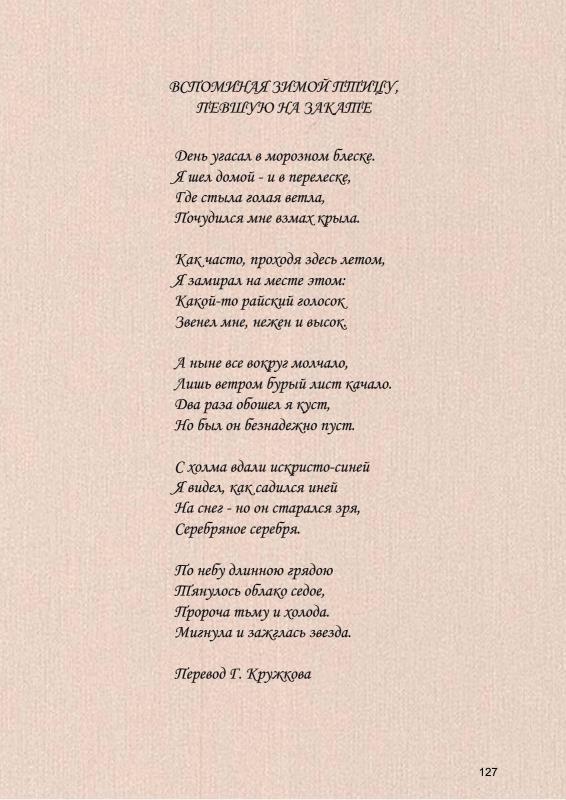 ВСПОМИНАЯ ЗИМОЙ ПТИЦУ,
ПЕВШУЮ НА ЗАКАТЕ
День угасал в морозном блеске.
Я шел домой - и в перелеске,
Где стыла голая ветла,
Почудился мне взмах крыла.
Как часто, проходя здесь летом,
Я замирал на месте этом:
Какой-то райский голосок
Звенел мне, нежен и высок.
А ныне все вокруг молчало,
Лишь ветром бурый лист качало.
Два раза обошел я куст,
Но был он безнадежно пуст.
С холма вдали искристо-синей
Я видел, как садился иней
На снег - но он старался зря,
Серебряное серебря.
По небу длинною грядою
Тянулось облако седое,
Пророча тьму и холода.
Мигнула и зажглась звезда.
Перевод Г. Кружкова
127